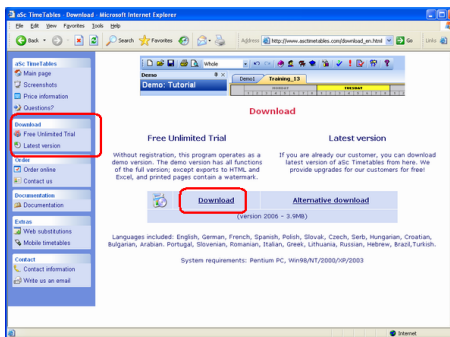 aSc TimeTables - Download - Microsoft Internet Explorer
File Edit View Favorites Tools Help
Back Search Favorites Address http://www.asctimetables.com/download_en.html Go Links
aSc TimeTables
Main page
Screenshots
Price information
Questions?
Download
Free Unlimited Trial
Latest version
Order
Order online
Contact us
Documentation
Documentation
Extras
Web substitutions
Mobile timetables
Contact
Contact information
Write us an email
Whole
Demo
Demo: Tutorial
Demo1 Training_13
MONDAY TUESDAY
Download
Free Unlimited Trial
Without registration, this program operates as a
demo version. The demo version has all functions
of the full version; except exports to HTML and
Excel, and printed pages contain a watermark.
Latest version
If you are already our customer, you can download
latest version of aSc Timetables from here. We
provide upgrades for our customers for free!
Download Alternative download
(version 2006 - 3.9MB)
Languages included: English, German, French, Spanish, Polish, Slovak, Czech, Serb, Hungarian, Croatian,
Bulgarian, Arabian. Portugal, Slovenian, Romanian, Italian, Greek, Lithuania, Russian, Hebrew, Brazil,Turkish.
System requirements: Pentium PC, Win98/NT/2000/XP/2003
Internet